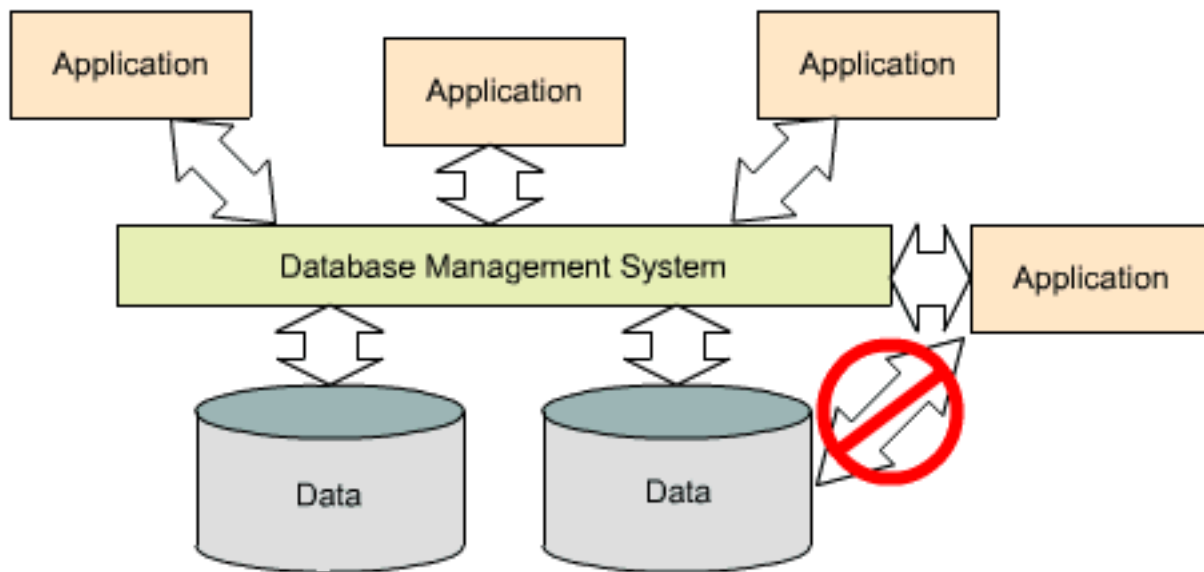 Application
Application
Application
Database Management System
Application
Data
Data